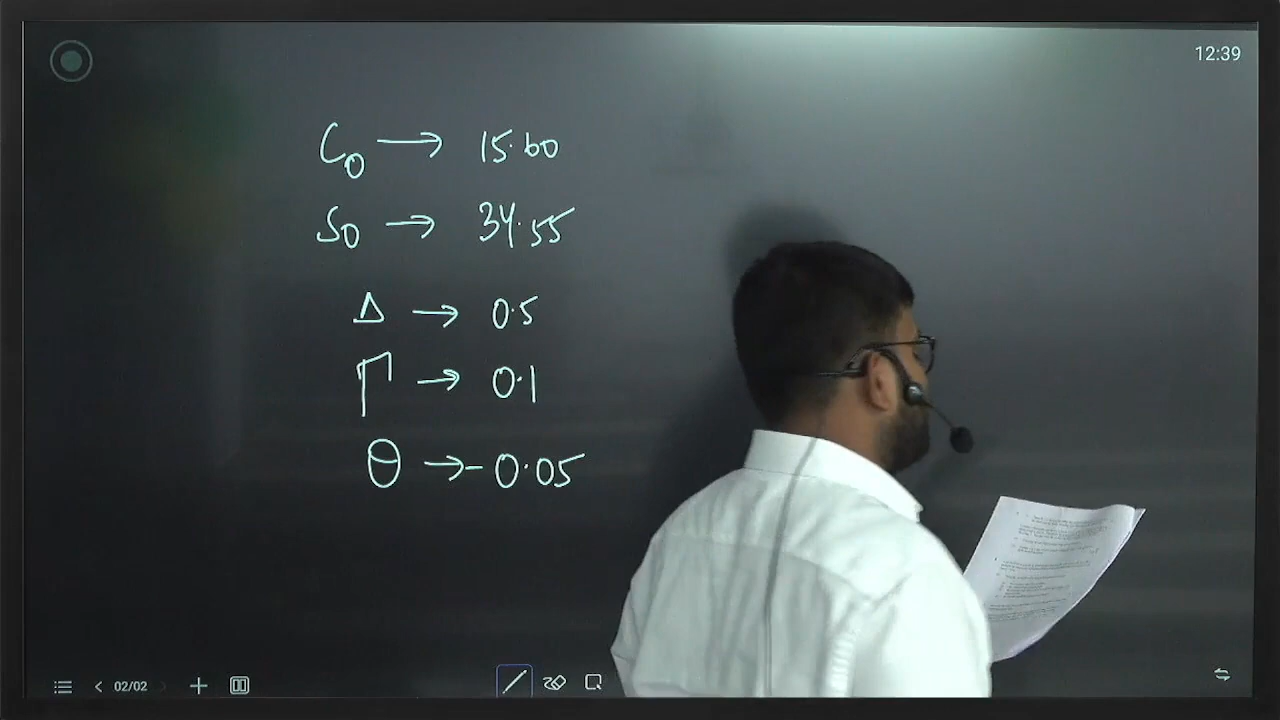 12:39
C₀ → 15.60
S₀ → 34.55
Δ → 0.5
Γ → 0.1
θ → - 0.05
02/02